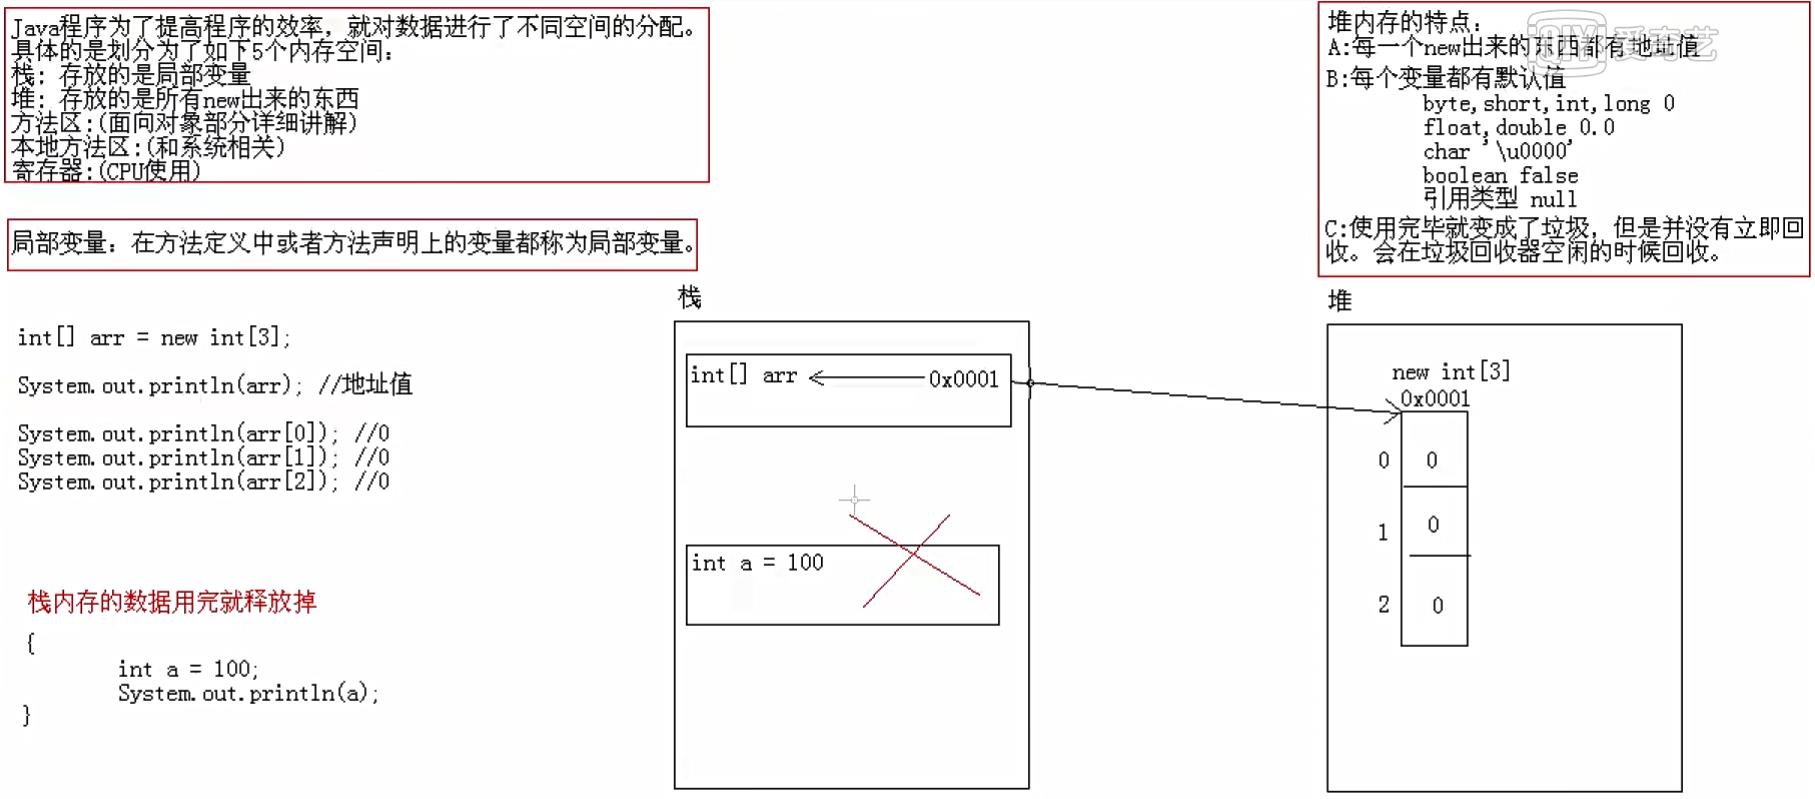 Java程序为了提高程序的效率，就对数据进行了不同空间的分配。
具体的是划分为了如下5个内存空间：
栈：存放的是局部变量
堆：存放的是所有new出来的东西
方法区:(面向对象部分详细讲解)
本地方法区:(和系统相关)
寄存器:(CPU使用)
局部变量：在方法定义中或者方法声明上的变量都称为局部变量。
int[] arr = new int[3];
System.out.println(arr); //地址值
System.out.println(arr[0]); //0
System.out.println(arr[1]); //0
System.out.println(arr[2]); //0
栈内存的数据用完就释放掉
{
int a = 100;
System.out.println(a);
}
栈
int[] arr
0x0001
int a = 100
堆内存的特点：
A:每一个new出来的东西都有地址值
B:每个变量都有默认值
byte,short,int,long 0
float,double 0.0
char '\u0000'
boolean false
引用类型 null
C:使用完毕就变成了垃圾，但是并没有立即回
收。会在垃圾回收器空闲的时候回收。
QIY 爱奇艺
堆
new int[3]
0x0001
0 0
1 0
2 0